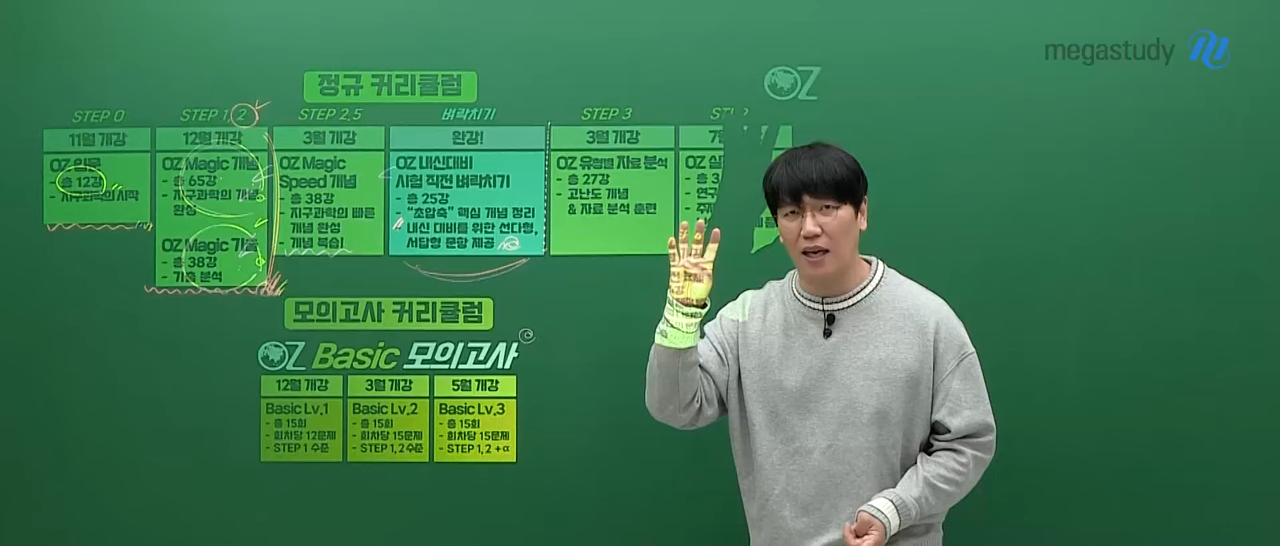 megastudy
정규 커리큘럼
OZ
STEP 0
STEP 1, 2
STEP 2.5
벼락치기
STEP 3
11월 개강
12월 개강
3월 개강
완강!
3월 개강
OZ 입문
- 총 12강
- 지구과학의 시작
OZ Magic 개념
- 총 65강
- 지구과학의 개념
완성
OZ Magic 기출
- 총 38강
- 기출 분석
OZ Magic
Speed 개념
- 총 38강
- 지구과학의 빠른
개념 완성
- 개념 복습!
OZ 내신대비
시험 직전 벼락치기
- 총 25강
- "초압축" 핵심 개념 정리
- 내신 대비를 위한 선다형,
서답형 문항 제공
OZ 유형별 자료 분석
- 총 27강
- 고난도 개념
& 자료 분석 훈련
OZ
모의고사 커리큘럼
OZ Basic 모의고사
12월 개강
3월 개강
5월 개강
Basic Lv.1
- 총 15회
- 회차당 12문제
- STEP 1 수준
Basic Lv.2
- 총 15회
- 회차당 15문제
- STEP 1, 2 수준
Basic Lv.3
- 총 15회
- 회차당 15문제
- STEP 1, 2 + α